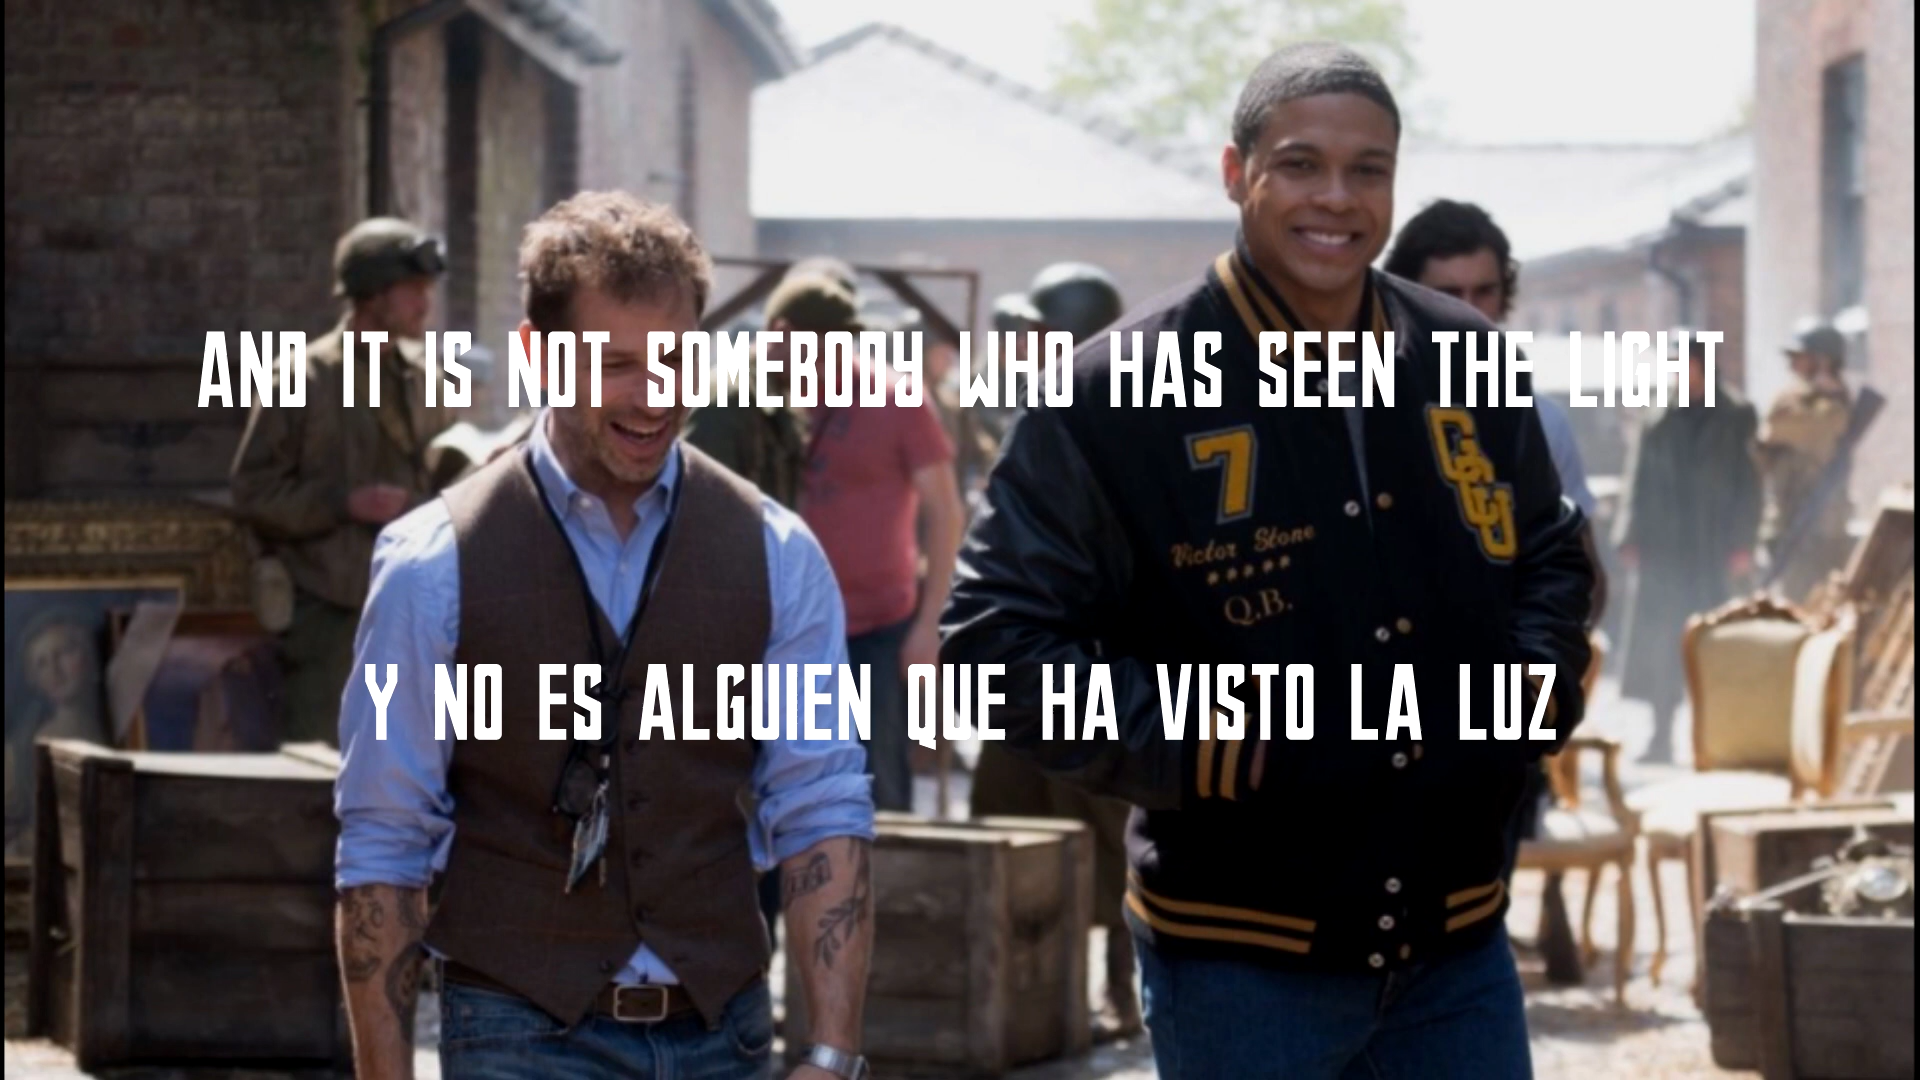 AND IT IS NOT SOMEBODY WHO HAS SEEN THE LIGHT
7
GCU
Victor Stone
Q.B.
Y NO ES ALGUIEN QUE HA VISTO LA LUZ